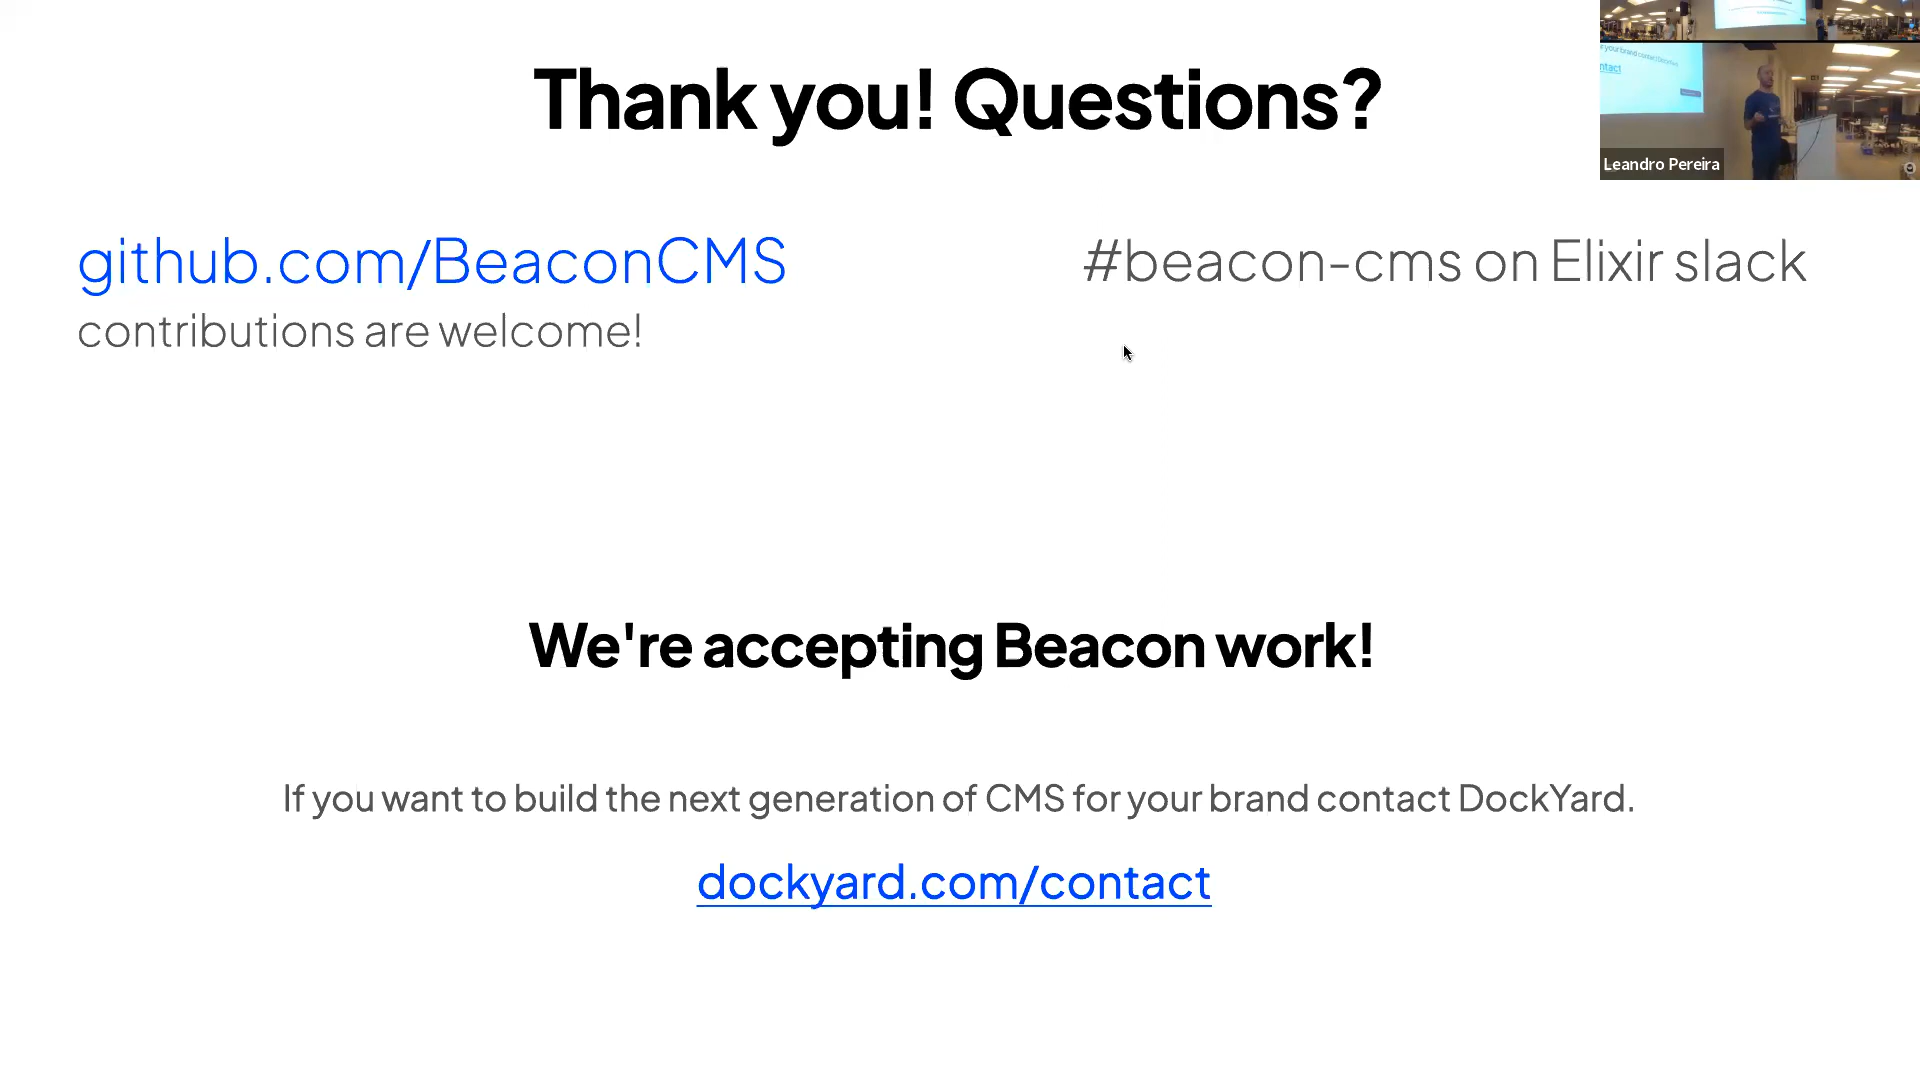 Thank you! Questions?
github.com/BeaconCMS
contributions are welcome!
#beacon-cms on Elixir slack
We're accepting Beacon work!
If you want to build the next generation of CMS for your brand contact DockYard.
dockyard.com/contact
Leandro Pereira